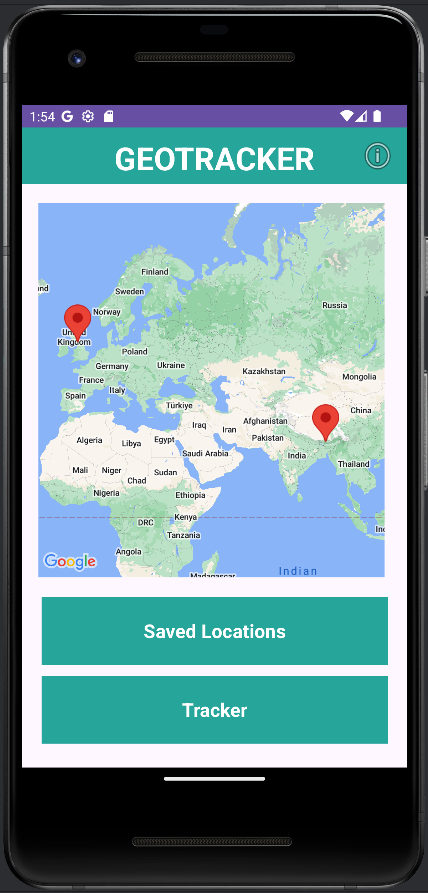 1:54
GEOTRACKER
Finland
Sweden
Norway
Russia
United
Kingdom
Poland
Germany
Ukraine
France
Kazakhstan
Mongolia
Italy
Spain
Türkiye
China
Iraq
Iran
Afghanistan
Algeria
Libya
Egypt
Pakistan
Saudi Arabia
India
Thailand
Mali
Niger
Chad
Sudan
Nigeria
Ethiopia
DRC
Kenya
Tanzania
Angola
Madagascar
Indian
Google
Saved Locations
Tracker